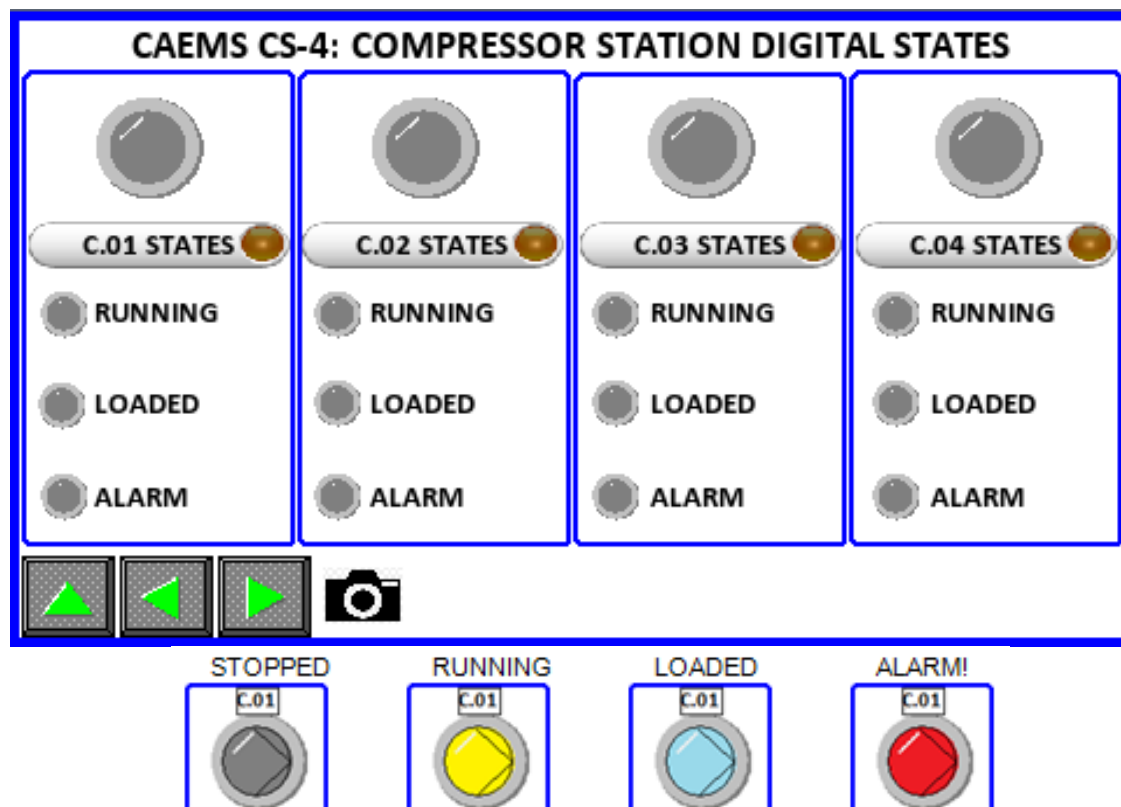 CAEMS CS-4: COMPRESSOR STATION DIGITAL STATES
C.01 STATES
C.02 STATES
C.03 STATES
C.04 STATES
RUNNING
RUNNING
RUNNING
RUNNING
LOADED
LOADED
LOADED
LOADED
ALARM
ALARM
ALARM
ALARM
STOPPED
RUNNING
LOADED
ALARM!
C.01
C.01
C.01
C.01